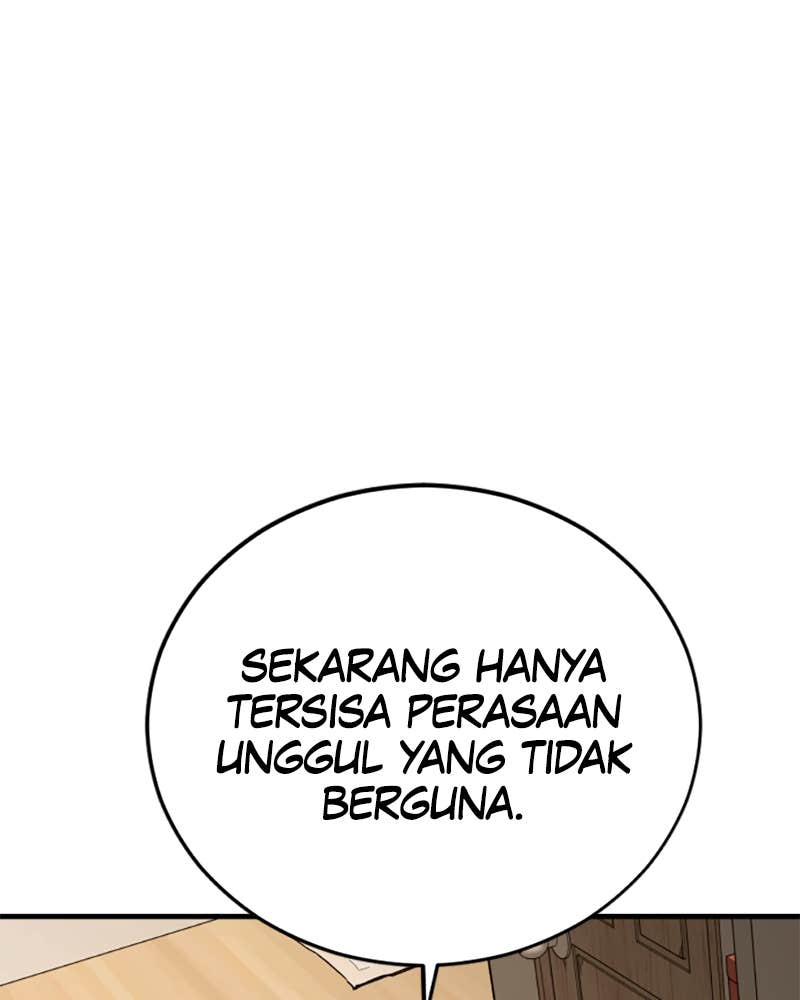 SEKARANG HANYA
TERSISA PERASAAN
UNGGUL YANG TIDAK
BERGUNA.